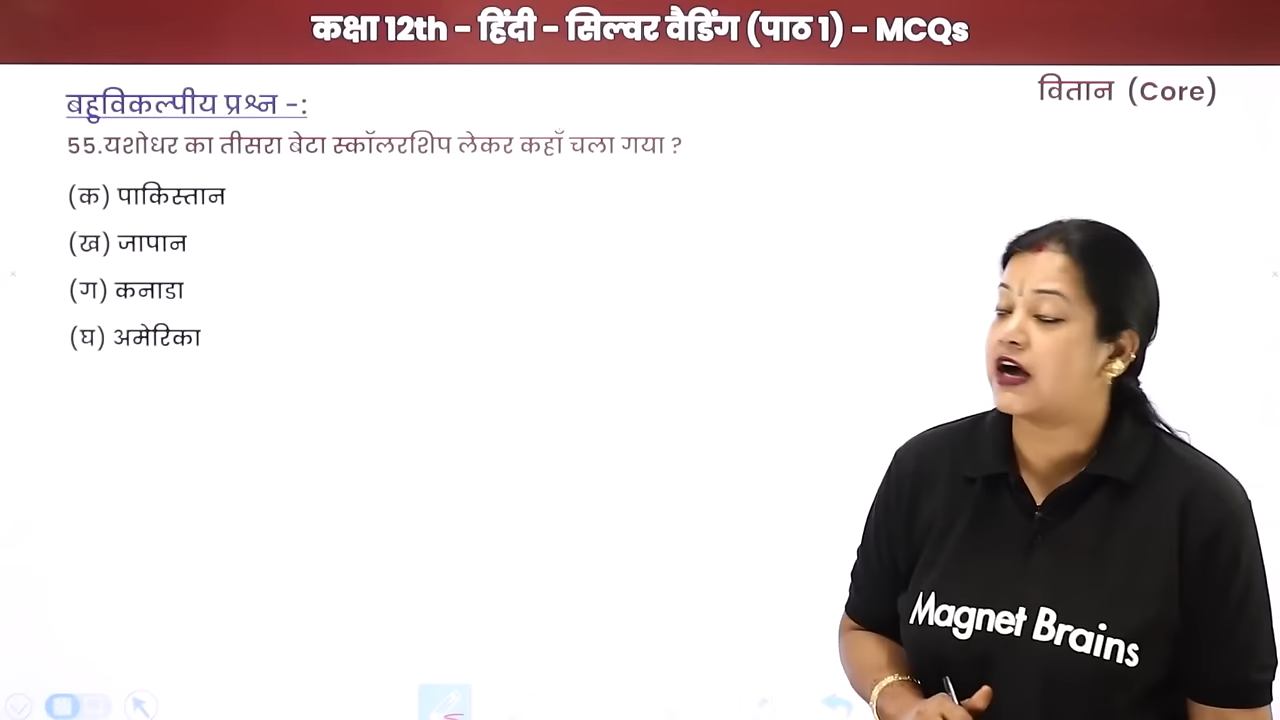 कक्षा 12th - हिंदी - सिल्वर वैडिंग (पाठ 1) - MCQs
वितान (Core)
बहुविकल्पीय प्रश्न -:
55.यशोधर का तीसरा बेटा स्कॉलरशिप लेकर कहाँ चला गया ?
(क) पाकिस्तान
(ख) जापान
(ग) कनाडा
(घ) अमेरिका
Magnet Brains